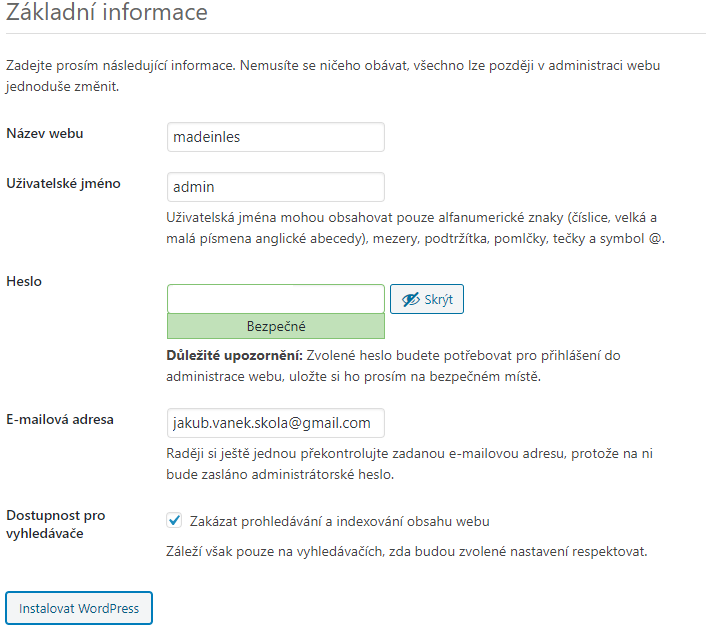 Základní informace
Zadejte prosím následující informace. Nemusíte se ničeho obávat, všechno lze později v administraci webu
jednoduše změnit.
Název webu
madeinles
Uživatelské jméno
admin
Uživatelská jména mohou obsahovat pouze alfanumerické znaky (číslice, velká a
malá písmena anglické abecedy), mezery, podtržítka, pomlčky, tečky a symbol @.
Heslo
Skrýt
Bezpečné
Důležité upozornění: Zvolené heslo budete potřebovat pro přihlášení do
administrace webu, uložte si ho prosím na bezpečném místě.
E-mailová adresa
jakub.vanek.skola@gmail.com
Raději si ještě jednou překontrolujte zadanou e-mailovou adresu, protože na ni
bude zasláno administrátorské heslo.
Dostupnost pro
vyhledávače
Zakázat prohledávání a indexování obsahu webu
Záleží však pouze na vyhledávačích, zda budou zvolené nastavení respektovat.
Instalovat WordPress